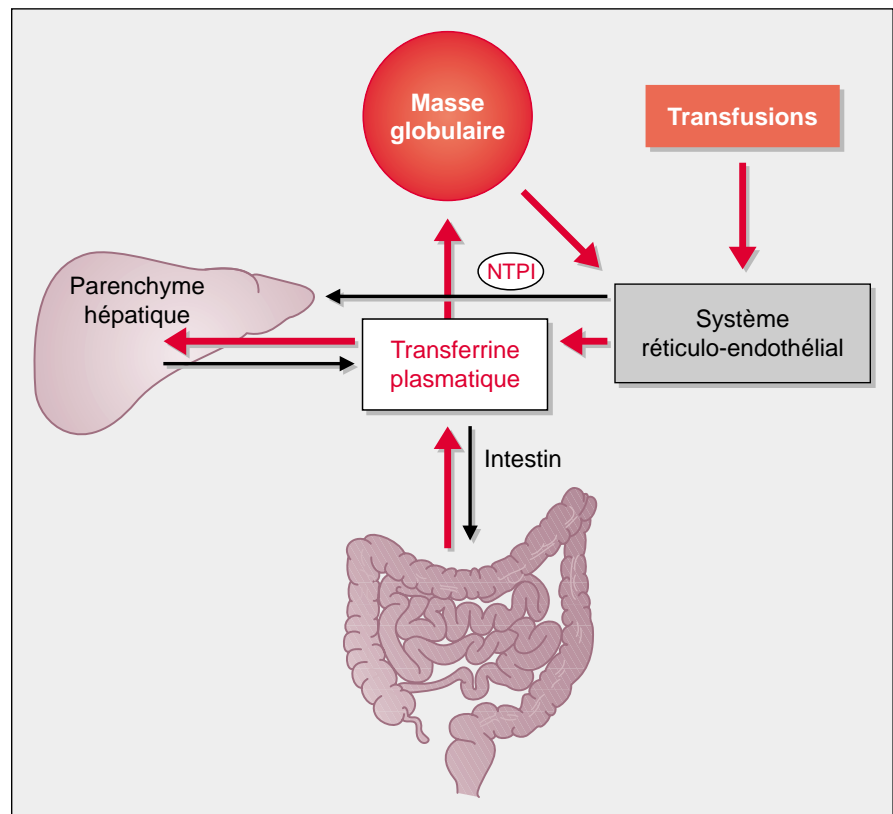 Masse
globulaire
Transfusions
NTPI
Parenchyme
hépatique
Système
réticulo-endothélial
Transferrine
plasmatique
Intestin